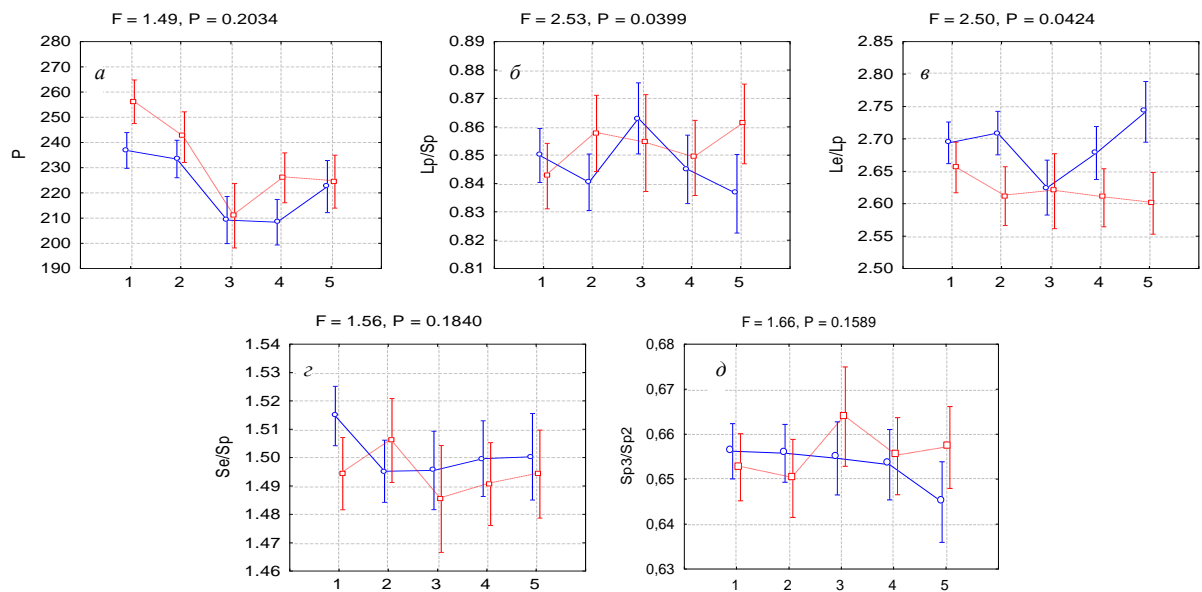 F = 1.49, P = 0.2034
280
270
260
250
240
230
220
210
200
190
P
а
1 2 3 4 5
F = 2.53, P = 0.0399
0.89
0.88
0.87
0.86
0.85
0.84
0.83
0.82
0.81
Lp/Sp
б
1 2 3 4 5
F = 2.50, P = 0.0424
2.85
2.80
2.75
2.70
2.65
2.60
2.55
2.50
Le/Lp
в
1 2 3 4 5
F = 1.56, P = 0.1840
1.54
1.53
1.52
1.51
1.50
1.49
1.48
1.47
1.46
Se/Sp
г
1 2 3 4 5
F = 1.66, P = 0.1589
0,68
0,67
0,66
0,65
0,64
0,63
Sp3/Sp2
д
1 2 3 4 5